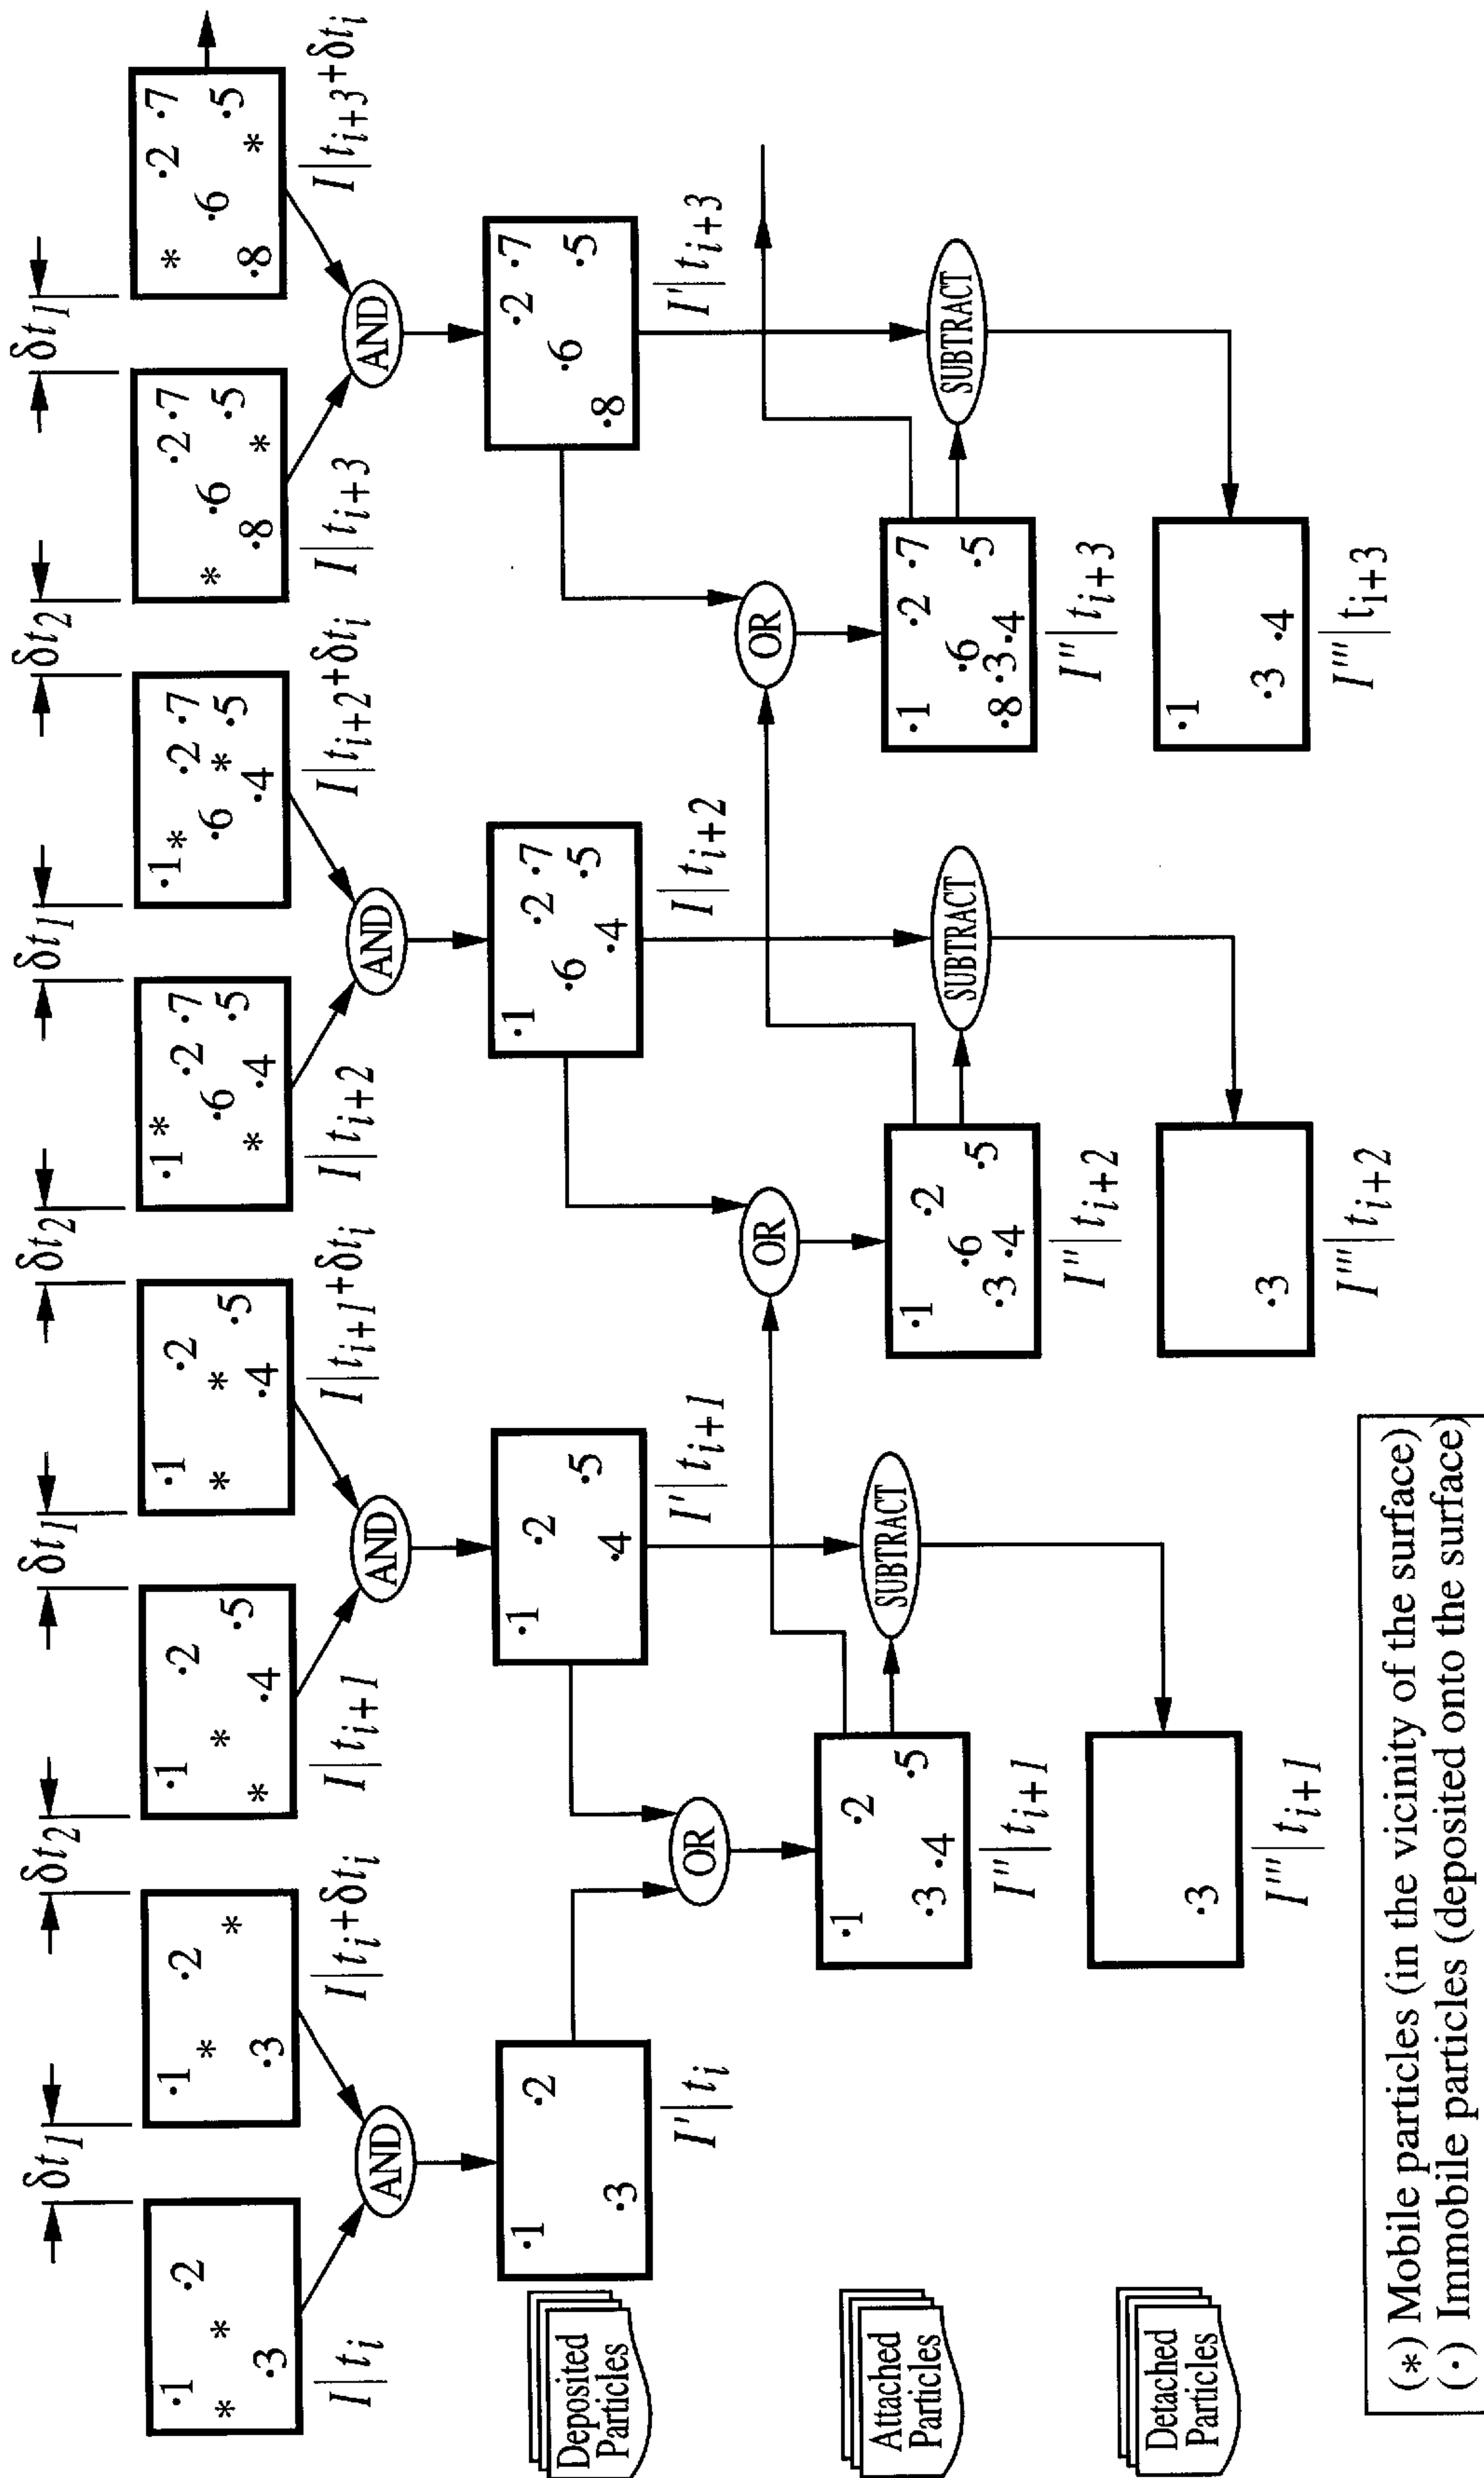 δt1 δt2 δt1 δt2 δt1 δt2 δt1
·1 ·2 * * ·3
·1 ·2 * * ·3
·1 ·2 * * ·4 ·5
·1 ·2 * * ·4 ·5
·1 * ·2 ·7 ·6 ·5 * ·4
·1 * ·2 ·7 ·6 * ·5 ·4
* ·2 ·7 ·6 ·5 ·8 *
* ·2 ·7 ·6 ·5 ·8 *
I|ti
I|ti+δti
I|ti+1
I|ti+1+δti
I|ti+2
I|ti+2+δti
I|ti+3
I|ti+3+δti
AND AND AND AND
Deposited
Particles
·1 ·2 ·3
·1 ·2 ·4 ·5
·1 ·2 ·7 ·6 ·5 ·4
·2 ·7 ·6 ·5 ·8
I'|ti
I'|ti+1
I|ti+2
I'|ti+3
OR OR OR
Attached
Particles
·1 ·2 ·3 ·4 ·5
·1 ·2 ·6 ·5 ·3 ·4
·1 ·2 ·7 ·6 ·5 ·8 ·3 ·4
I"|ti+1
I"|ti+2
I"|ti+3
SUBTRACT SUBTRACT SUBTRACT
Detached
Particles
·3
·3
·1 ·3 ·4
I'''|ti+1
I'''|ti+2
I'''|ti+3
(*) Mobile particles (in the vicinity of the surface)
(·) Immobile particles (deposited onto the surface)